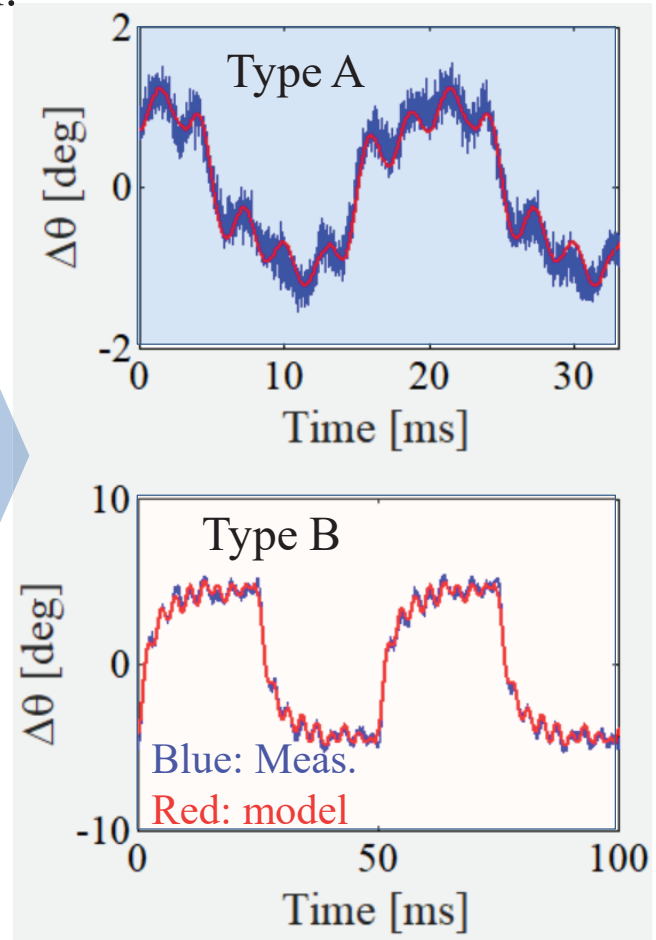 2
Type A
Δθ [deg]
0
-2
0 10 20 30
Time [ms]
10
Type B
Δθ [deg]
0
Blue: Meas.
Red: model
-10
0 50 100
Time [ms]